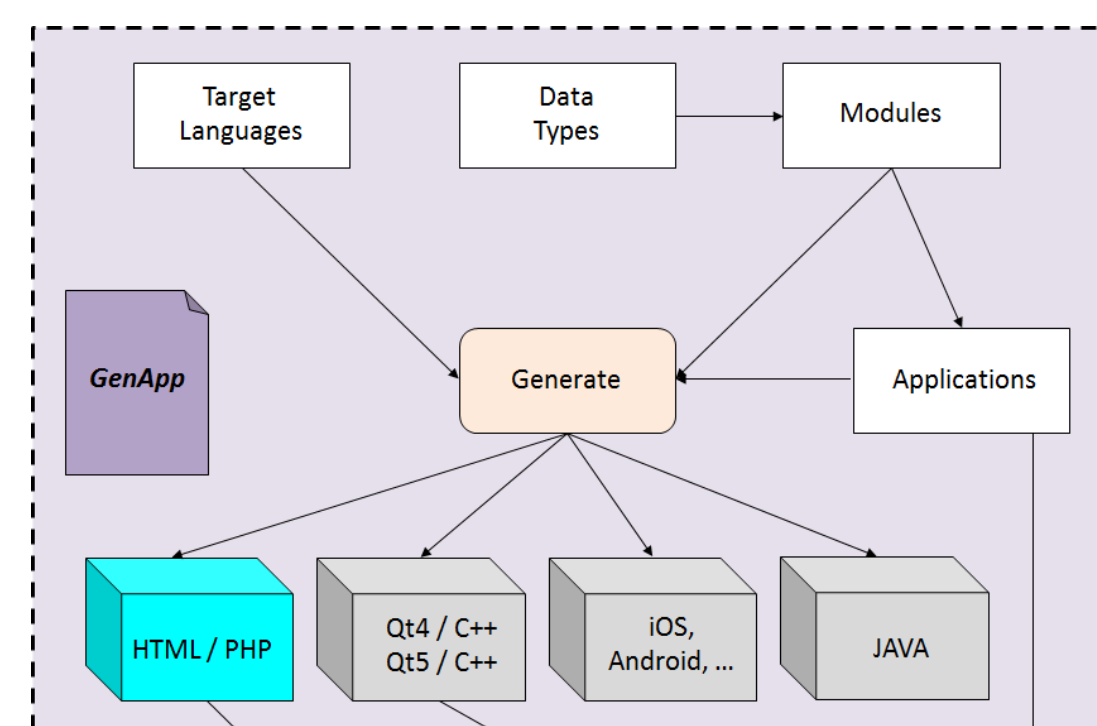 Target
Languages
Data
Types
Modules
GenApp
Generate
Applications
HTML / PHP
Qt4 / C++
Qt5 / C++
iOS,
Android, ...
JAVA